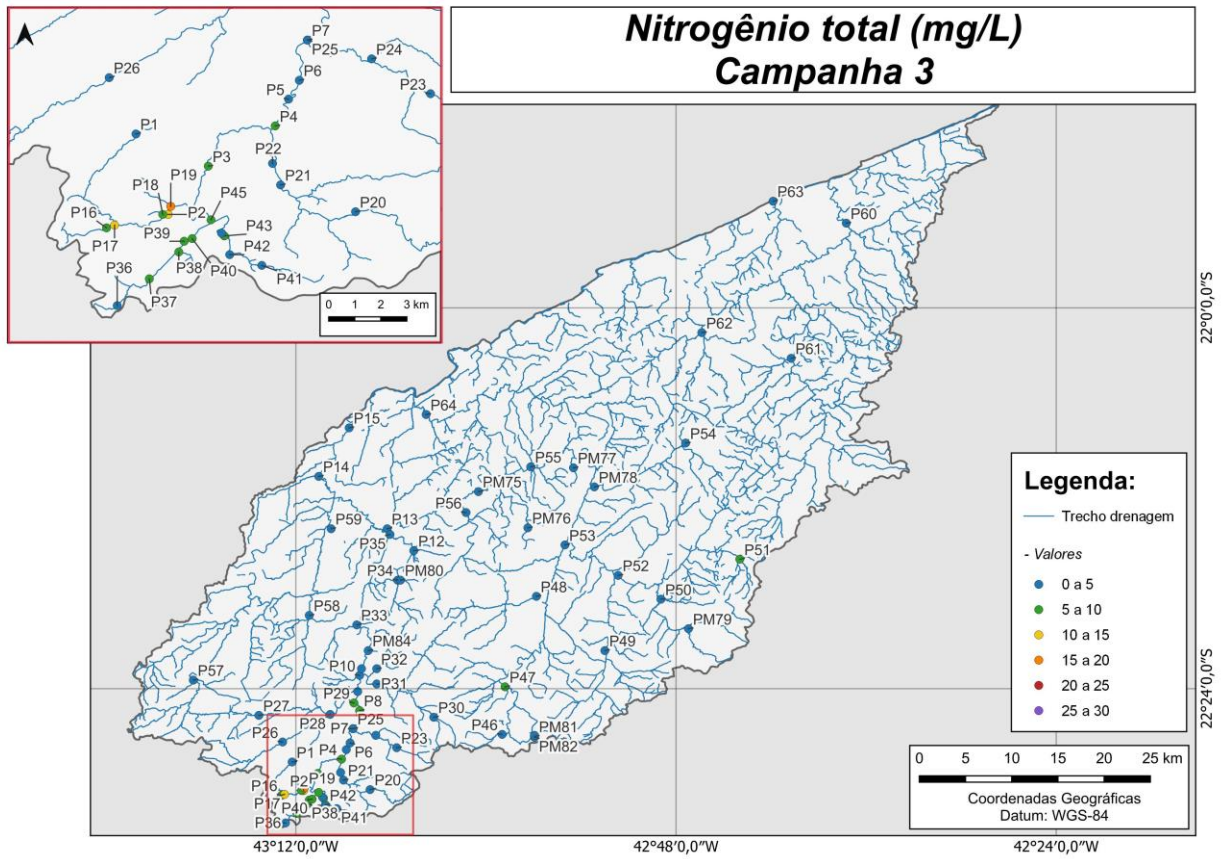 Nitrogênio total (mg/L)
Campanha 3
P7
P25
P24
P26
P6
P5
P23
P4
P1
P3
P22
P21
P19
P18
P45
P20
P16
P2
P43
P17
P39
P42
P38
P40
P41
P36
P37
0 1 2 3 km
P63
P60
22°0'0,0"S
P62
P61
P64
P15
P54
P55
PM77
P14
PM75
PM78
P56
P59
P13
PM76
P35
P53
P12
P51
P34
PM80
P52
P48
P50
P58
P33
PM79
PM84
P49
P10
P32
P57
P31
P47
22°24'0,0"S
P29
P8
P27
P28
P30
P25
P46
PM81
P26
P7
PM82
P23
P4
P6
P1
P21
P16
P2
P19
P20
P17
P42
P40
P38
P41
P36
Legenda:
Trecho drenagem
- Valores
0 a 5
5 a 10
10 a 15
15 a 20
20 a 25
25 a 30
0 5 10 15 20 25 km
Coordenadas Geográficas
Datum: WGS-84
43°12'0,0"W
42°48'0,0"W
42°24'0,0"W